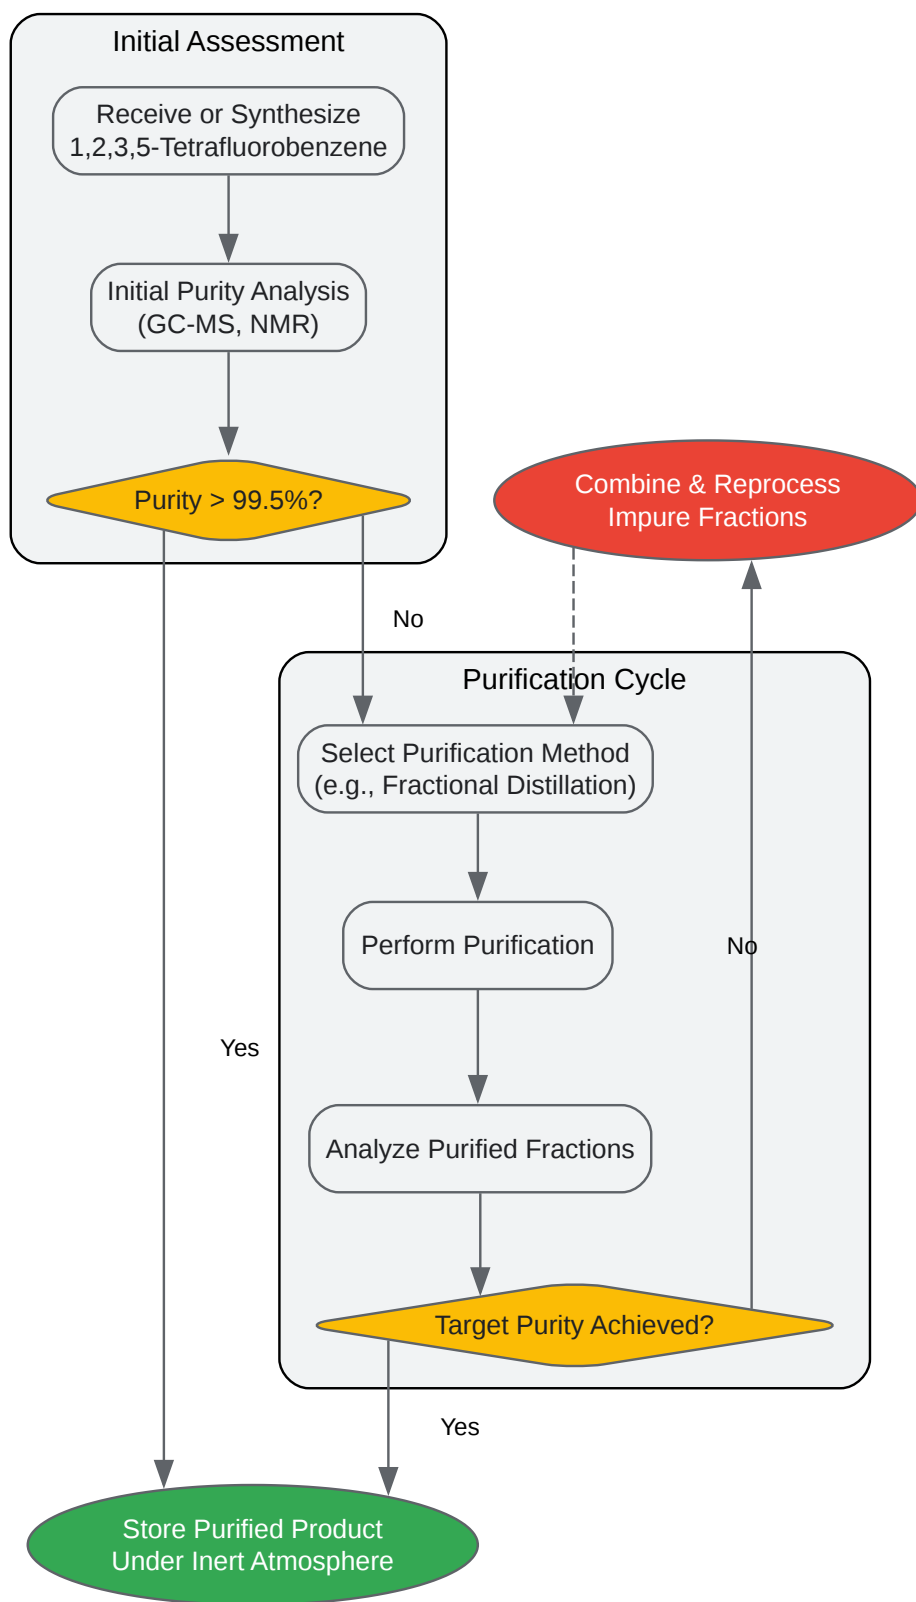 Initial Assessment
Receive or Synthesize
1,2,3,5-Tetrafluorobenzene
Initial Purity Analysis
(GC-MS, NMR)
Purity > 99.5%?
Combine & Reprocess
Impure Fractions
No
Purification Cycle
Select Purification Method
(e.g., Fractional Distillation)
Perform Purification
No
Yes
Analyze Purified Fractions
Target Purity Achieved?
Yes
Store Purified Product
Under Inert Atmosphere